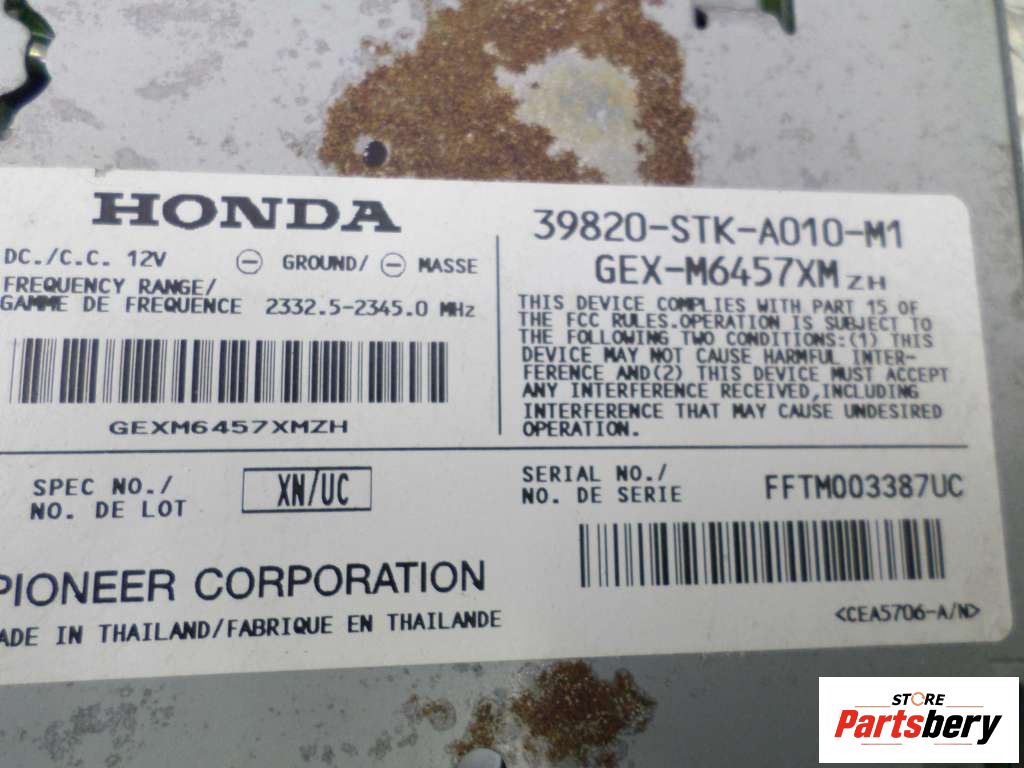 HONDA
DC./C.C. 12V ⊖ GROUND/ ⊖ MASSE
FREQUENCY RANGE/
GAMME DE FREQUENCE 2332.5-2345.0 MHz
GEXM6457XMZH
39820-STK-A010-M1
GEX-M6457XM ZH
THIS DEVICE COMPLIES WITH PART 15 OF
THE FCC RULES.OPERATION IS SUBJECT TO
THE FOLLOWING TWO CONDITIONS:(1) THIS
DEVICE MAY NOT CAUSE HARMFUL INTER-
FERENCE AND(2) THIS DEVICE MUST ACCEPT
ANY INTERFERENCE RECEIVED,INCLUDING
INTERFERENCE THAT MAY CAUSE UNDESIRED
OPERATION.
SPEC NO./
NO. DE LOT
XN/UC
SERIAL NO./
NO. DE SERIE
FFTM003387UC
PIONEER CORPORATION
ADE IN THAILAND/FABRIQUE EN THAILANDE
<CEA5706-A/N>
STORE
Partsbery